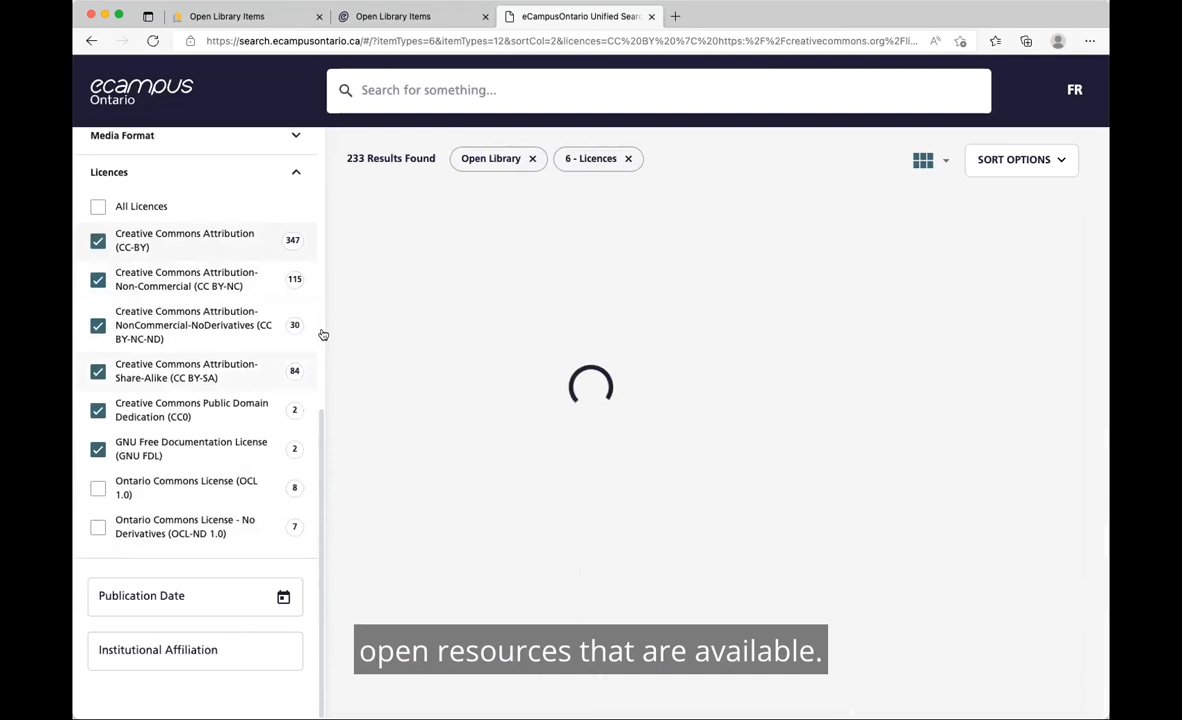 Open Library Items
Open Library Items
eCampusOntario Unified Sear
https://search.ecampusontario.ca/#/?itemTypes=6&itemTypes=12&sortCol=2&licences=CC%20BY%20%7C%20https:%2F%2Fcreativecommons.org%2Fli...
ecampus
Ontario
Search for something...
FR
Media Format
Licences
233 Results Found
Open Library
6 - Licences
SORT OPTIONS
All Licences
Creative Commons Attribution
(CC-BY)
347
Creative Commons Attribution-
Non-Commercial (CC BY-NC)
115
Creative Commons Attribution-
NonCommercial-NoDerivatives (CC
BY-NC-ND)
30
Creative Commons Attribution-
Share-Alike (CC BY-SA)
84
Creative Commons Public Domain
Dedication (CC0)
2
GNU Free Documentation License
(GNU FDL)
2
Ontario Commons License (OCL
1.0)
8
Ontario Commons License - No
Derivatives (OCL-ND 1.0)
7
Publication Date
Institutional Affiliation
open resources that are available.